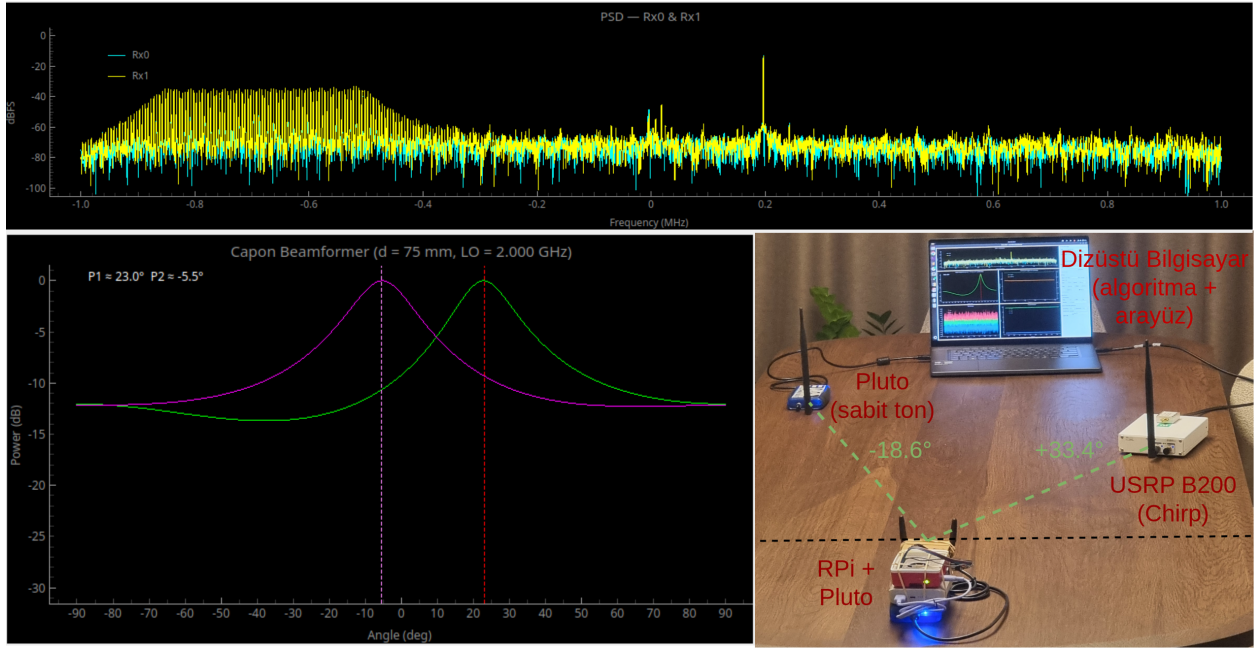 PSD — Rx0 & Rx1
Rx0
Rx1
0
-20
-40
-60
-80
-100
dBFS
-1.0 -0.8 -0.6 -0.4 -0.2 0 0.2 0.4 0.6 0.8 1.0
Frequency (MHz)
Capon Beamformer (d = 75 mm, LO = 2.000 GHz)
P1 ≈ 23.0° P2 ≈ -5.5°
0
-5
-10
-15
-20
-25
-30
Power (dB)
-90 -80 -70 -60 -50 -40 -30 -20 -10 0 10 20 30 40 50 60 70 80 90
Angle (deg)
Dizüstü Bilgisayar
(algoritma +
arayüz)
Pluto
(sabit ton)
-18.6°
+33.4°
USRP B200
(Chirp)
RPi +
Pluto